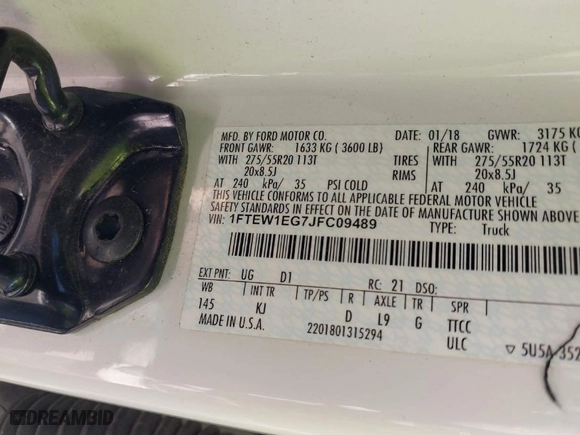 MFD. BY FORD MOTOR CO. DATE: 01/18 GVWR: 3175 KG
FRONT GAWR: 1633 KG ( 3600 LB) REAR GAWR: 1724 KG (
WITH 275/55R20 113T TIRES WITH 275/55R20 113T
20x8.5J RIMS 20x8.5J
AT 240 kPa/ 35 PSI COLD AT 240 kPa/ 35
THIS VEHICLE CONFORMS TO ALL APPLICABLE FEDERAL MOTOR VEHICLE
SAFETY STANDARDS IN EFFECT ON THE DATE OF MANUFACTURE SHOWN ABOVE
VIN: 1FTEW1EG7JFC09489 TYPE: Truck
EXT PNT: UG D1 RC: 21 DSO:
WB INT TR TP/PS R AXLE TR SPR
145 KJ D L9 G TTCC
MADE IN U.S.A. 2201801315294 ULC
▽ 5U5A-352
DREAMBID